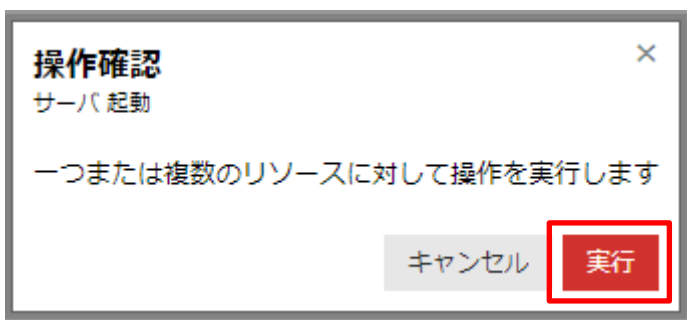 操作確認
サーバ 起動
一つまたは複数のリソースに対して操作を実行します
キャンセル
実行